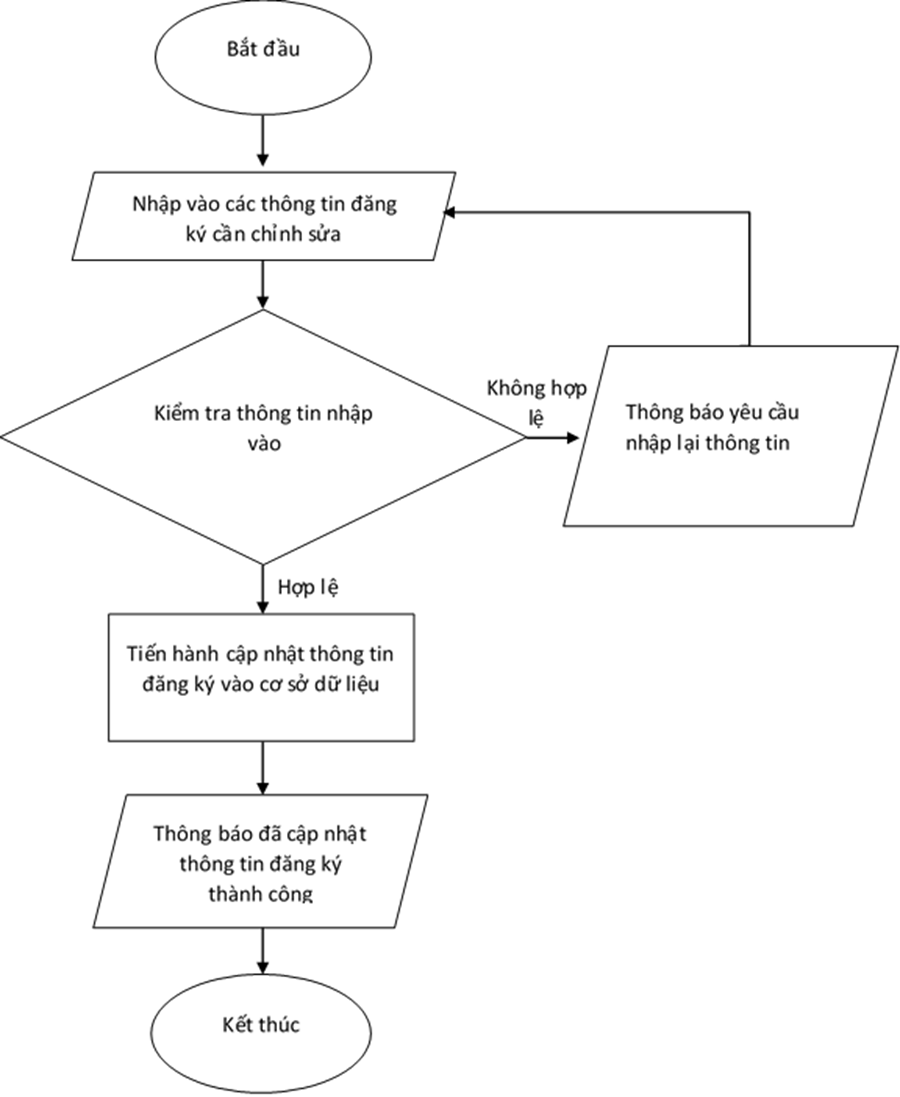 Bắt đầu
Nhập vào các thông tin đăng
ký cần chỉnh sửa
Kiểm tra thông tin nhập
vào
Không hợp
lệ
Thông báo yêu cầu
nhập lại thông tin
Hợp lệ
Tiến hành cập nhật thông tin
đăng ký vào cơ sở dữ liệu
Thông báo đã cập nhật
thông tin đăng ký
thành công
Kết thúc